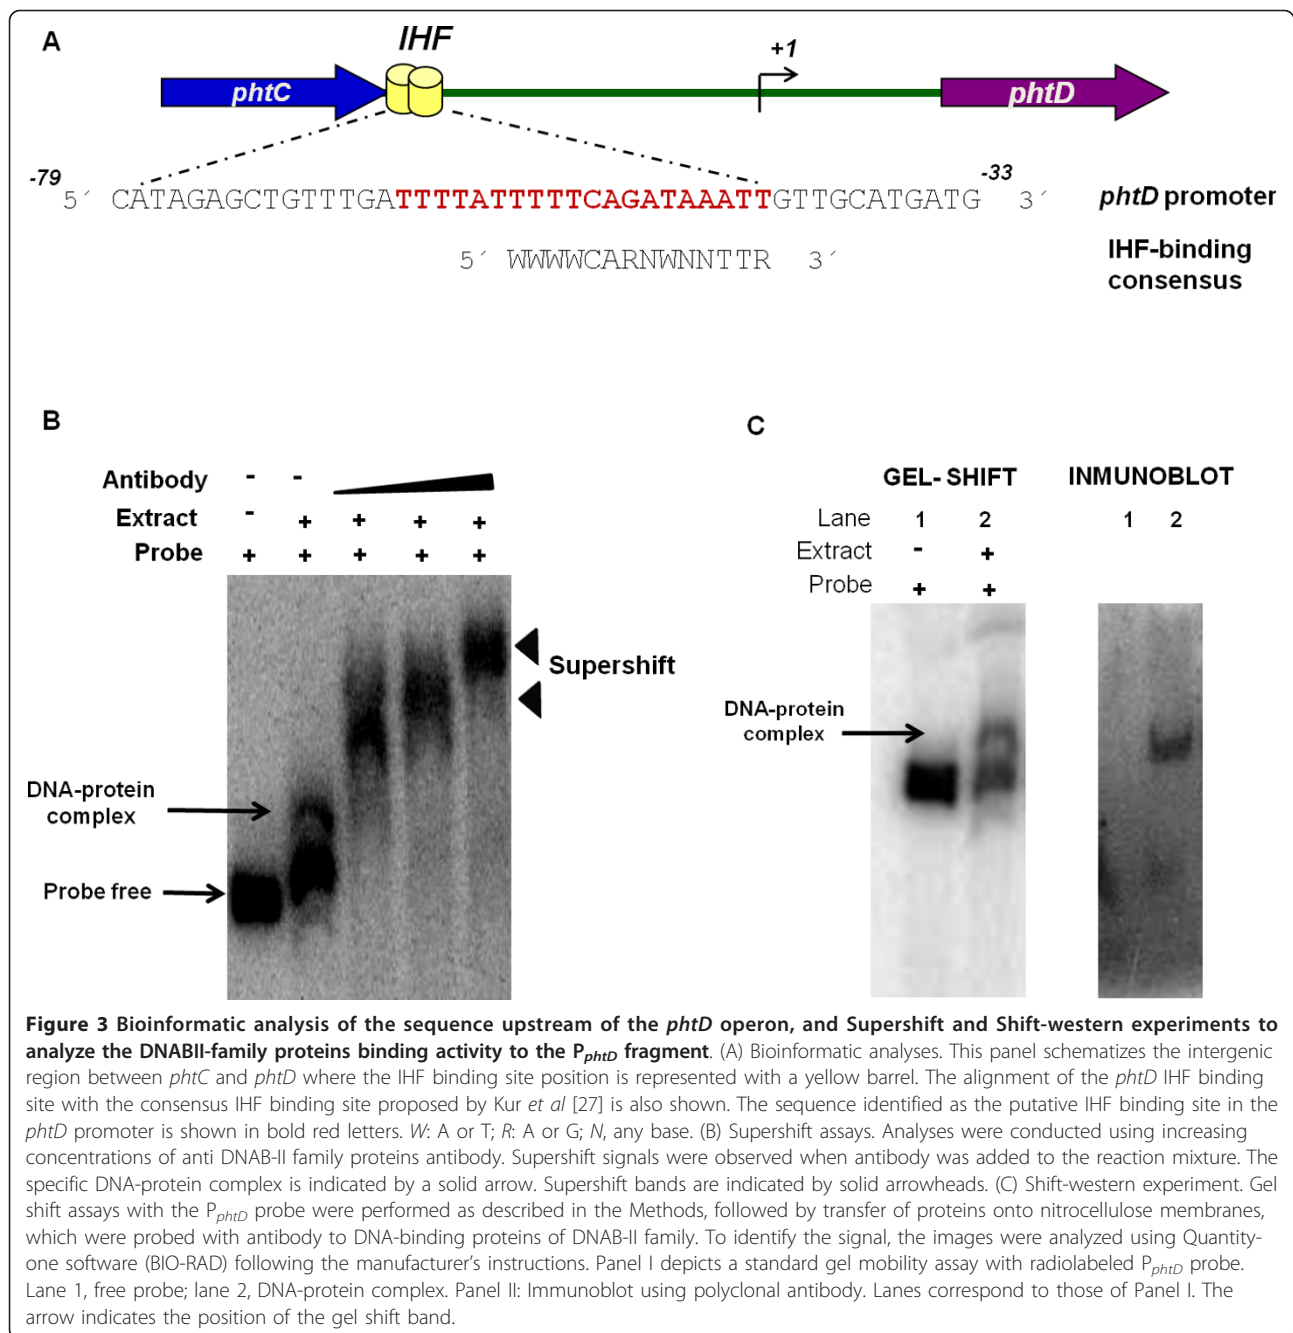 A
IHF
+1
phtC
phtD
-79
-33
5´ CATAGAGCTGTTTGATTTTATTTTTCAGATAAATTGTTGCATGATG 3´
phtD promoter
5´ WWWWCARNWNNTTR 3´
IHF-binding
consensus
B
Antibody - -
Extract - + + + +
Probe + + + + +
Supershift
DNA-protein
complex
Probe free
C
GEL- SHIFT
INMUNOBLOT
Lane 1 2
1 2
Extract - +
Probe + +
DNA-protein
complex
Figure 3 Bioinformatic analysis of the sequence upstream of the phtD operon, and Supershift and Shift-western experiments to
analyze the DNABII-family proteins binding activity to the PphtD fragment. (A) Bioinformatic analyses. This panel schematizes the intergenic
region between phtC and phtD where the IHF binding site position is represented with a yellow barrel. The alignment of the phtD IHF binding
site with the consensus IHF binding site proposed by Kur et al [27] is also shown. The sequence identified as the putative IHF binding site in the
phtD promoter is shown in bold red letters. W: A or T; R: A or G; N, any base. (B) Supershift assays. Analyses were conducted using increasing
concentrations of anti DNAB-II family proteins antibody. Supershift signals were observed when antibody was added to the reaction mixture. The
specific DNA-protein complex is indicated by a solid arrow. Supershift bands are indicated by solid arrowheads. (C) Shift-western experiment. Gel
shift assays with the PphtD probe were performed as described in the Methods, followed by transfer of proteins onto nitrocellulose membranes,
which were probed with antibody to DNA-binding proteins of DNAB-II family. To identify the signal, the images were analyzed using Quantity-
one software (BIO-RAD) following the manufacturer's instructions. Panel I depicts a standard gel mobility assay with radiolabeled PphtD probe.
Lane 1, free probe; lane 2, DNA-protein complex. Panel II: Immunoblot using polyclonal antibody. Lanes correspond to those of Panel I. The
arrow indicates the position of the gel shift band.